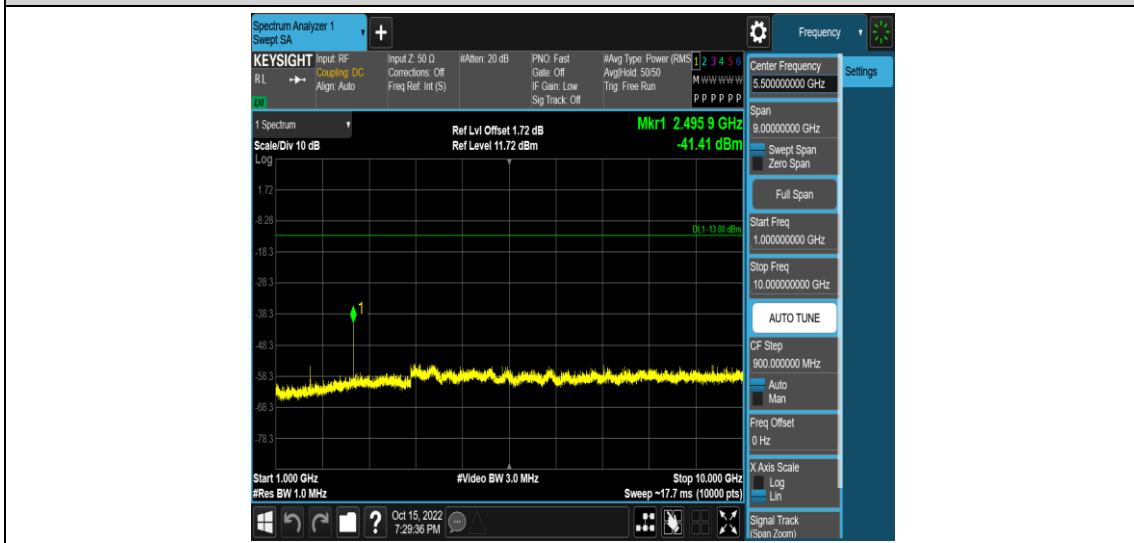 Spectrum Analyzer 1
Swept SA
Frequency
KEYSIGHT
Input: RF
Input Z: 50 Ω
#Atten: 20 dB
PNO: Fast
#Avg Type: Power (RMS
1 2 3 4 5 6
RL
Coupling: DC
Corrections: Off
Gate: Off
Avg|Hold: 50/50
M W W W W W
Align: Auto
Freq Ref: Int (S)
IF Gain: Low
Trig: Free Run
Sig Track: Off
P P P P P P
1 Spectrum
Ref Lvl Offset 1.72 dB
Mkr1 2.495 9 GHz
Scale/Div 10 dB
Ref Level 11.72 dBm
-41.41 dBm
Log
1.72
-8.28
DL1 -13.00 dBm
-18.3
-28.3
-38.3
1
-48.3
-58.3
-68.3
-78.3
Start 1.000 GHz
#Video BW 3.0 MHz
Stop 10.000 GHz
#Res BW 1.0 MHz
Sweep ~17.7 ms (10000 pts)
Center Frequency
5.500000000 GHz
Settings
Span
9.00000000 GHz
Swept Span
Zero Span
Full Span
Start Freq
1.000000000 GHz
Stop Freq
10.000000000 GHz
AUTO TUNE
CF Step
900.000000 MHz
Auto
Man
Freq Offset
0 Hz
X Axis Scale
Log
Lin
Signal Track
(Span Zoom)
?
Oct 15, 2022
7:29:36 PM